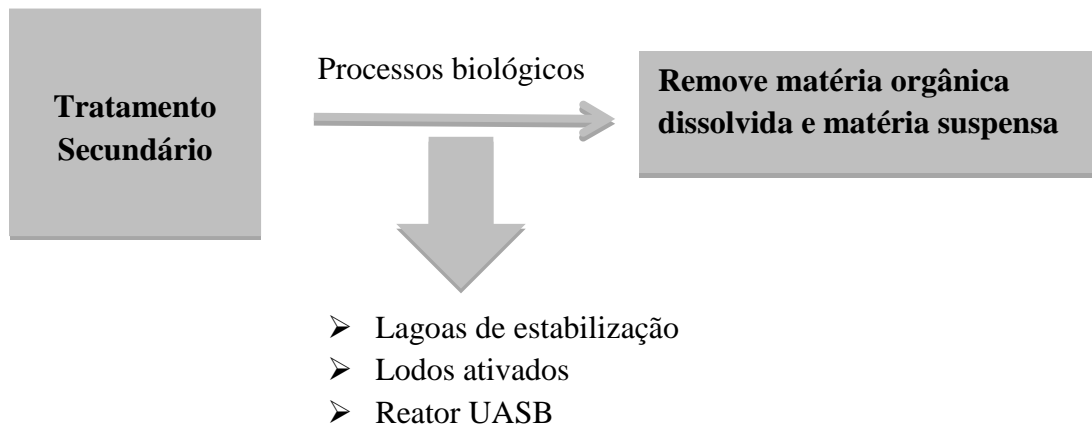 Tratamento
Secundário
Processos biológicos
Remove matéria orgânica
dissolvida e matéria suspensa
➢ Lagoas de estabilização
➢ Lodos ativados
➢ Reator UASB